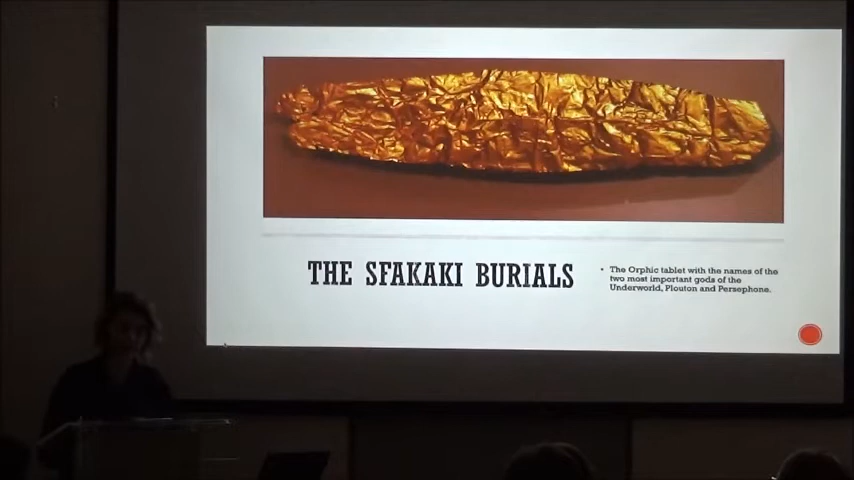 THE SFAKAKI BURIALS
• The Orphic tablet with the names of the
two most important gods of the
Underworld, Plouton and Persephone.